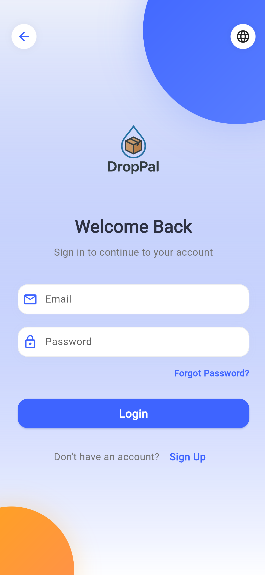 DropPal
Welcome Back
Sign in to continue to your account
Email
Password
Forgot Password?
Login
Don't have an account? Sign Up